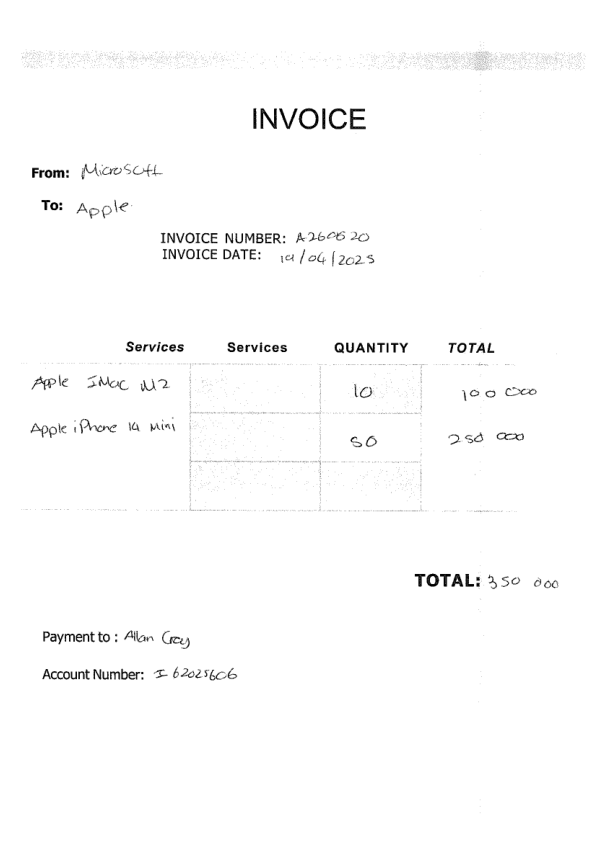 INVOICE
From: Microsoft
To: Apple
INVOICE NUMBER: A260620
INVOICE DATE: 19/04/2025
Services Services QUANTITY TOTAL
Apple IMac M2 10 100 000
Apple iPhone 14 Mini 50 250 000
TOTAL: 350 000
Payment to : Allan
Account Number: I 62025606